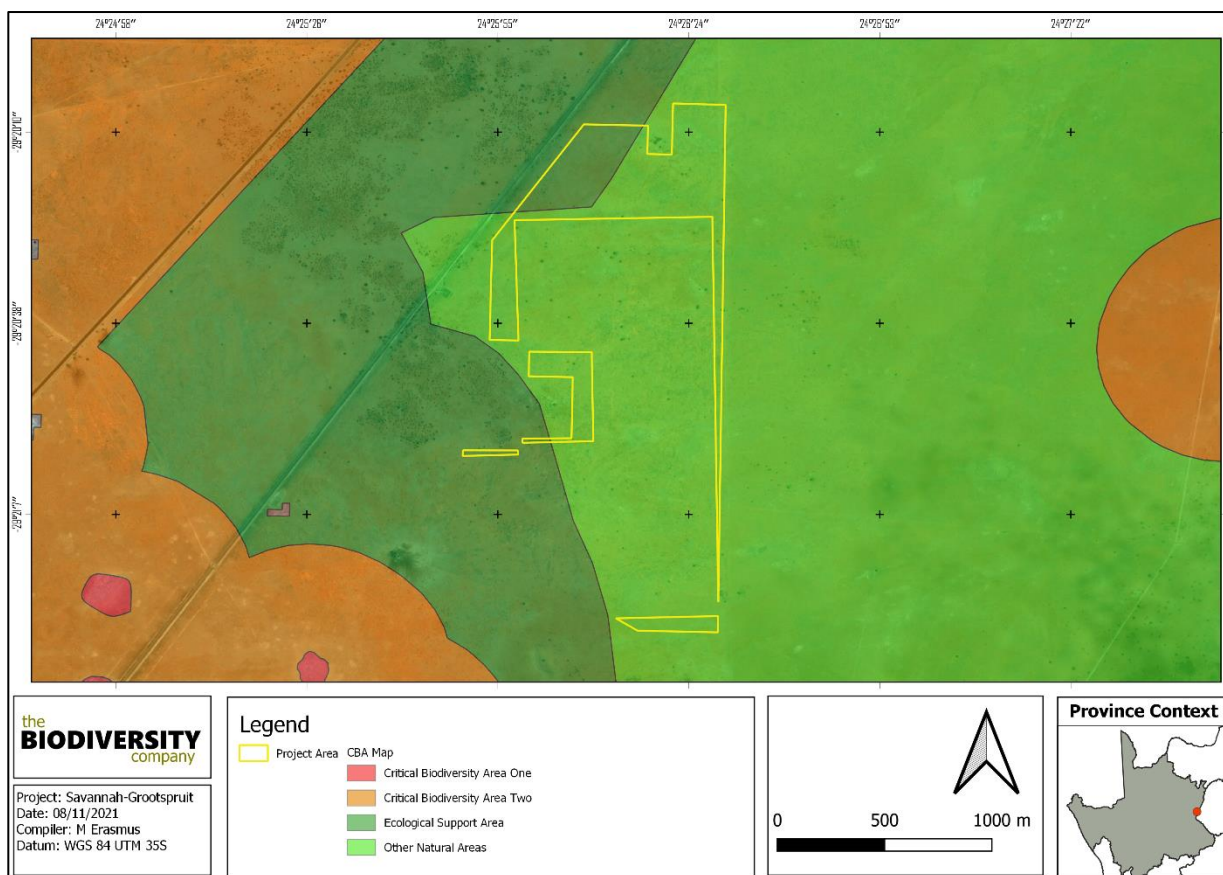 24°24′58″ 24°25′26″ 24°25′55″ 24°26′24″ 24°26′53″ 24°27′22″
the
BIODIVERSITY
company
Project: Savannah-Grootspruit
Date: 08/11/2021
Compiler: M Erasmus
Datum: WGS 84 UTM 35S
Legend
Project Area
CBA Map
Critical Biodiversity Area One
Critical Biodiversity Area Two
Ecological Support Area
Other Natural Areas
0 500 1000 m
Province Context